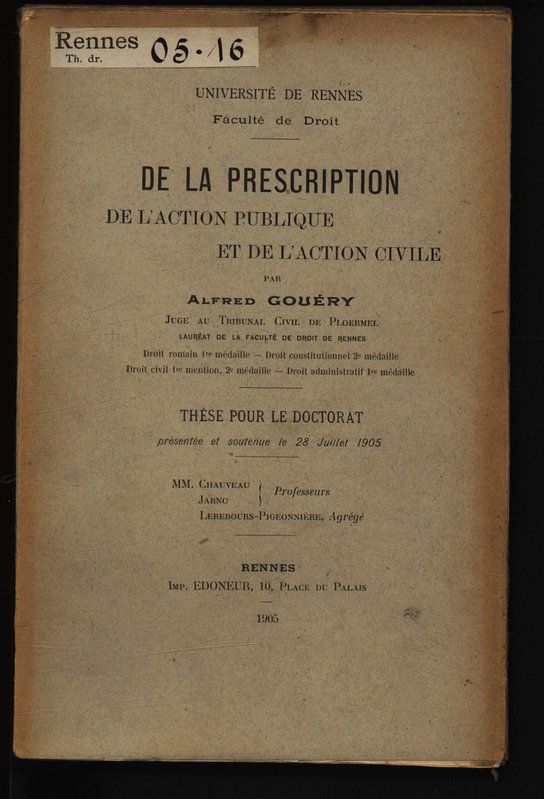 Rennes
Th. dr.
05-16
UNIVERSITÉ DE RENNES
Faculté de Droit
DE LA PRESCRIPTION
DE L'ACTION PUBLIQUE
ET DE L'ACTION CIVILE
PAR
ALFRED GOUÉRY
JUGE AU TRIBUNAL CIVIL DE PLOERMEL
LAURÉAT DE LA FACULTÉ DE DROIT DE RENNES
Droit romain 1re médaille — Droit constitutionnel 2e médaille
Droit civil 1re mention, 2e médaille — Droit administratif 1re médaille
THÈSE POUR LE DOCTORAT
présentée et soutenue le 28 Juillet 1905
MM. CHAUVEAU
JARNO
Professeurs
LEREBOURS-PIGEONNIÈRE, Agrégé
RENNES
IMP. EDONEUR, 10, PLACE DU PALAIS
1905